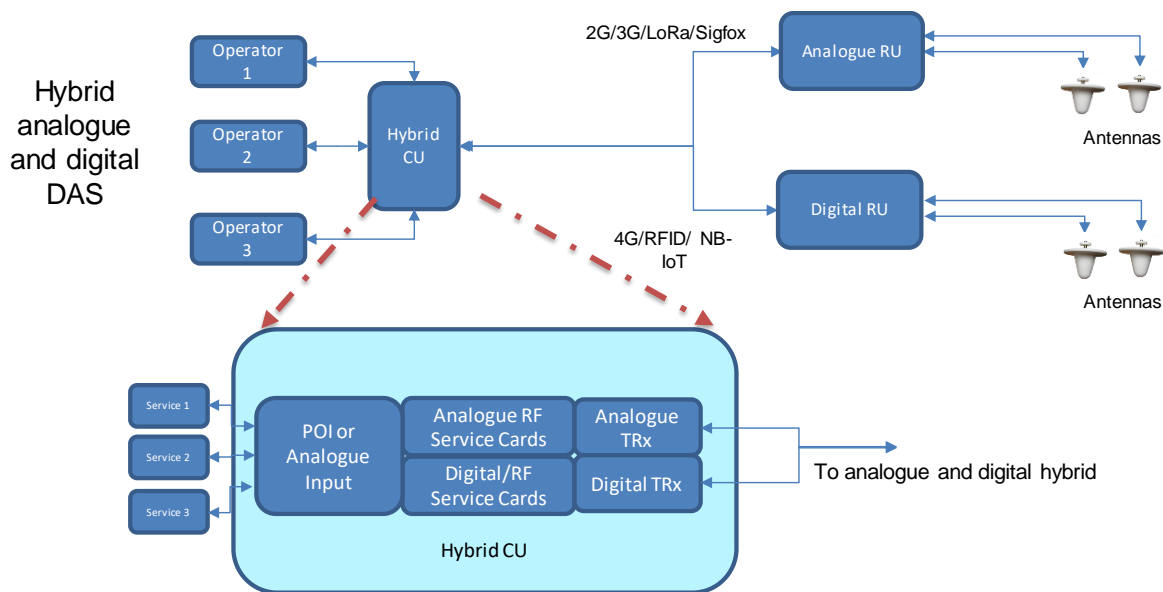 Hybrid
analogue
and digital
DAS
Operator
1
Operator
2
Operator
3
Hybrid
CU
2G/3G/LoRa/Sigfox
Analogue RU
Antennas
Digital RU
4G/RFID/ NB-
IoT
Antennas
Service 1
Service 2
Service 3
POI or
Analogue
Input
Analogue RF
Service Cards
Analogue
TRx
Digital/RF
Service Cards
Digital TRx
Hybrid CU
To analogue and digital hybrid